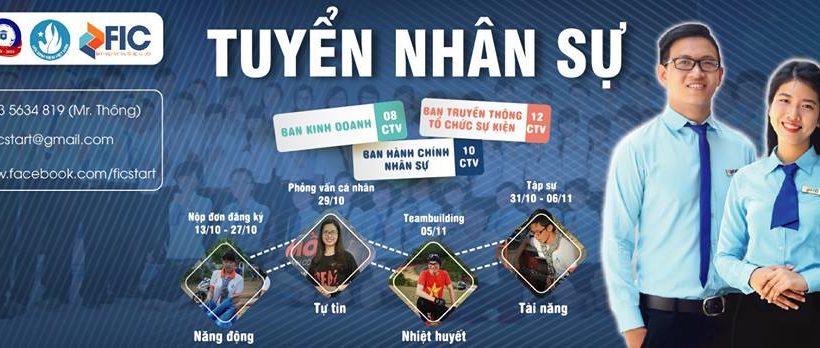 FIC
TUYỂN NHÂN SỰ
3 5634 819 (Mr. Thông)
icstart@gmail.com
w.facebook.com/ficstart
BAN KINH DOANH
08
CTV
BAN TRUYỀN THÔNG
TỔ CHỨC SỰ KIỆN
12
CTV
BAN HÀNH CHÍNH
NHÂN SỰ
10
CTV
Nộp đơn đăng ký
13/10 - 27/10
Phỏng vấn cá nhân
29/10
Teambuilding
05/11
Tập sự
31/10 - 06/11
Năng động
Tự tin
Nhiệt huyết
Tài năng